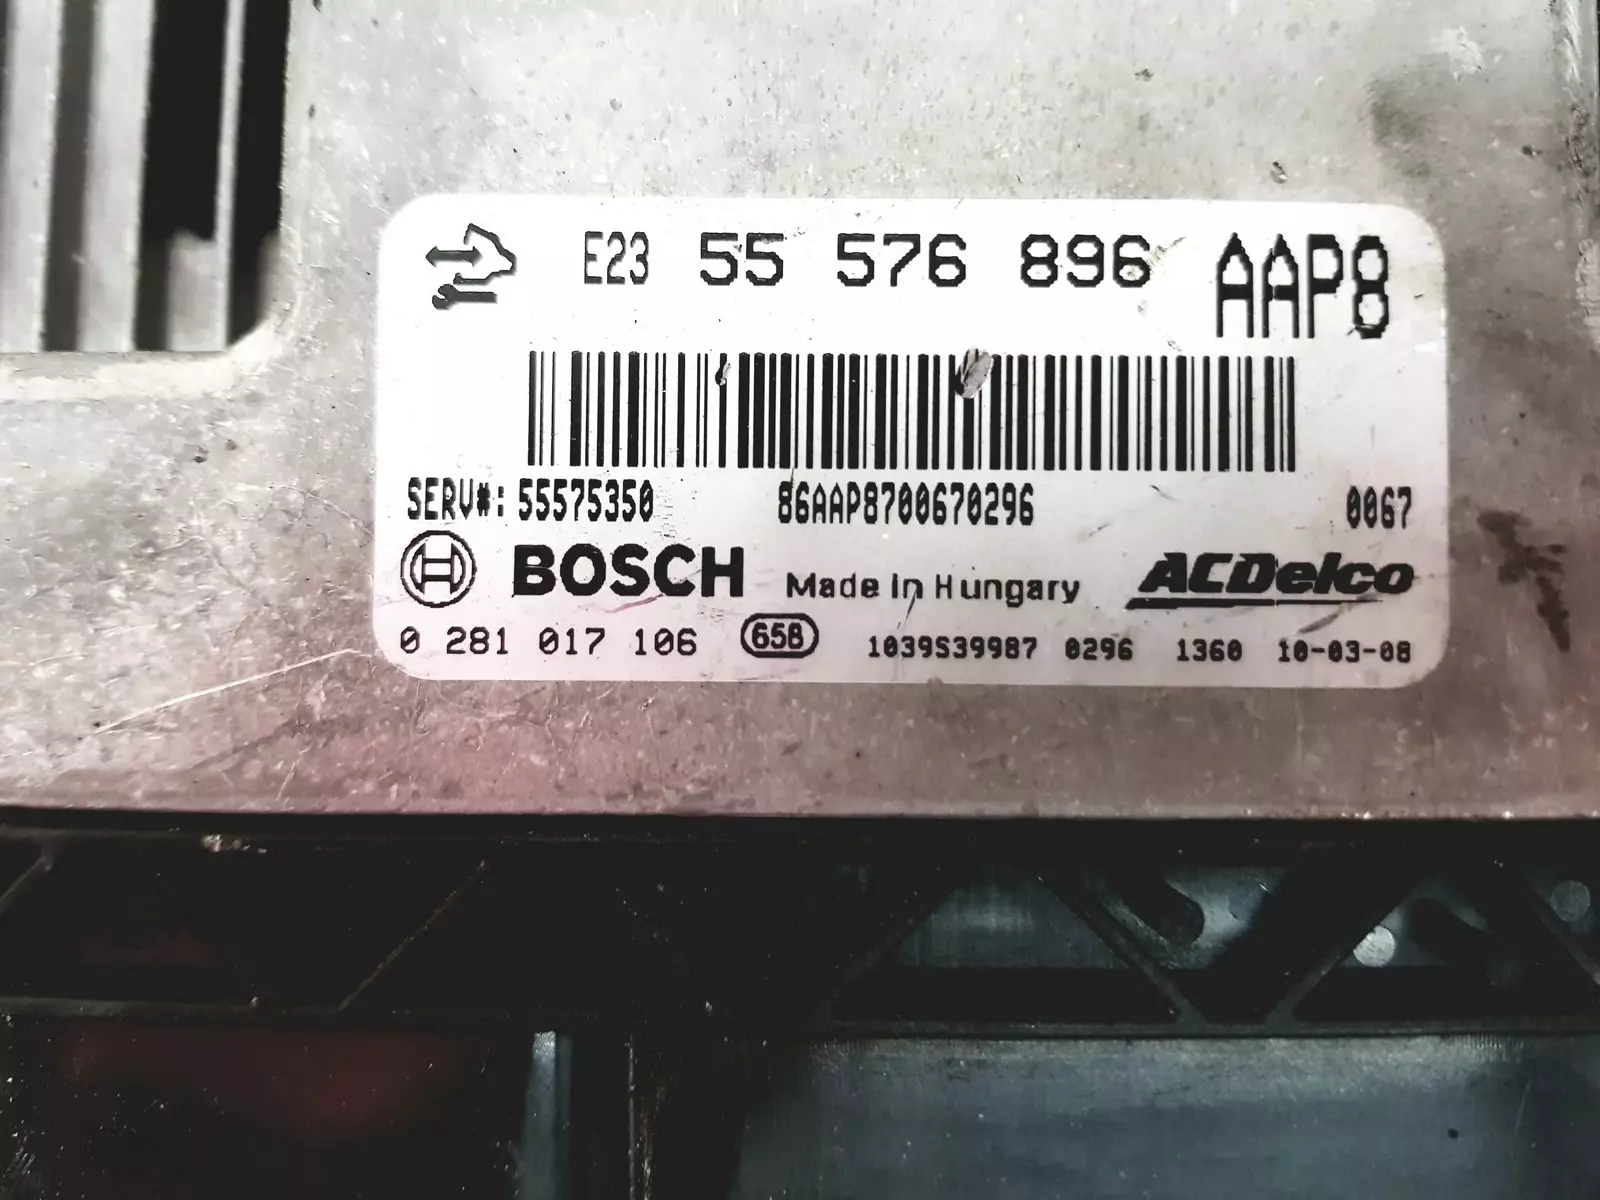 E23 55 576 896 AAP8
SERV#: 55575350 86AAP8700670296 0067
BOSCH Made in Hungary ACDelco
0 281 017 106 658 1039S39987 0296 1360 10-03-08